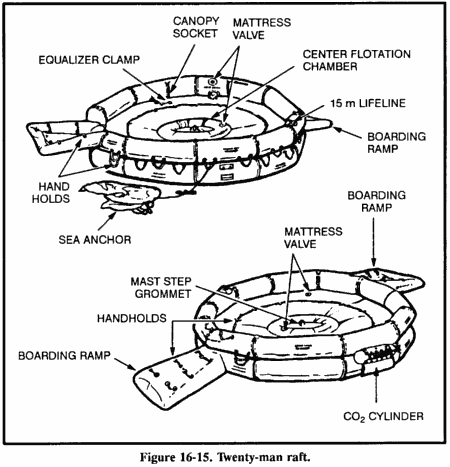 CANOPY
SOCKET
MATTRESS
VALVE
EQUALIZER CLAMP
CENTER FLOTATION
CHAMBER
15 m LIFELINE
BOARDING
RAMP
HAND
HOLDS
SEA ANCHOR
BOARDING
RAMP
MATTRESS
VALVE
MAST STEP
GROMMET
HANDHOLDS
BOARDING RAMP
CO₂ CYLINDER
Figure 16-15. Twenty-man raft.